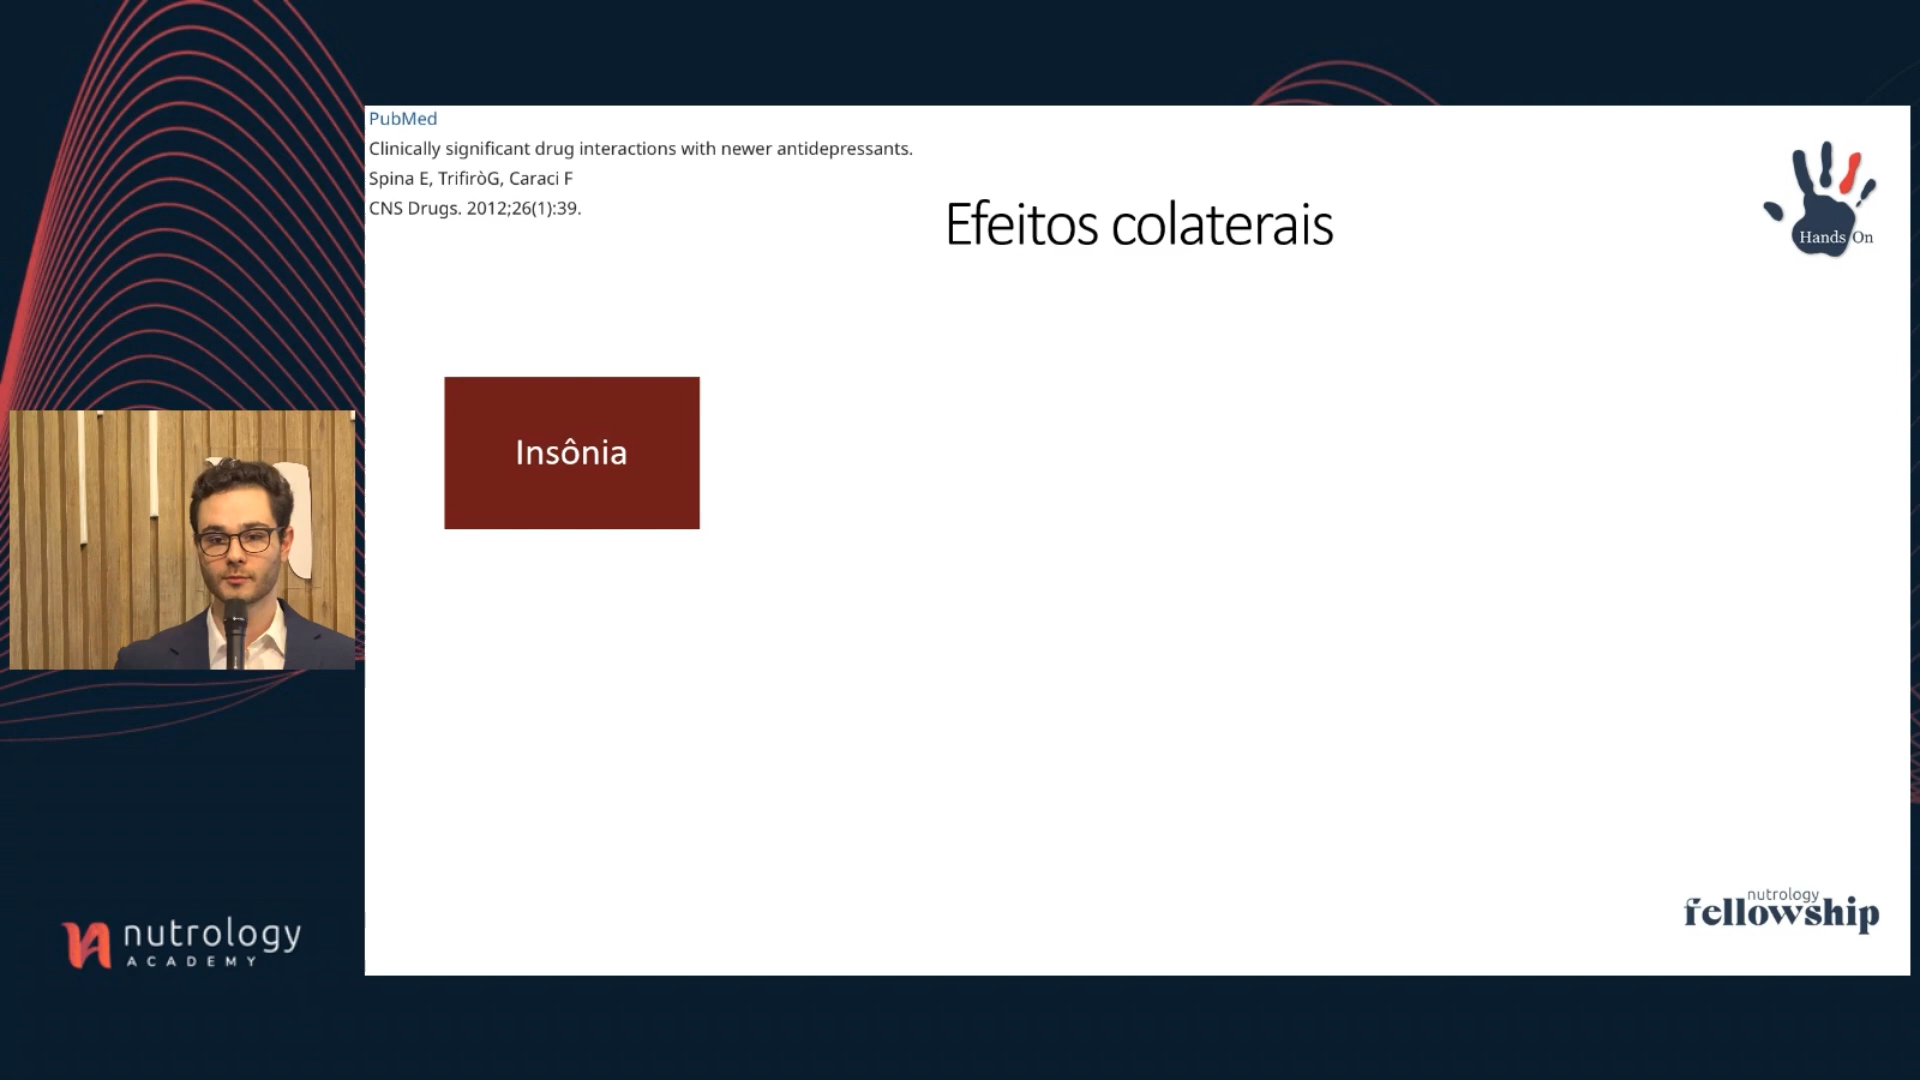 PubMed
Clinically significant drug interactions with newer antidepressants.
Spina E, TrifiròG, Caraci F
CNS Drugs. 2012;26(1):39.
Efeitos colaterais
Hands On
Insônia
nutrology
fellowship
nutrology
ACADEMY